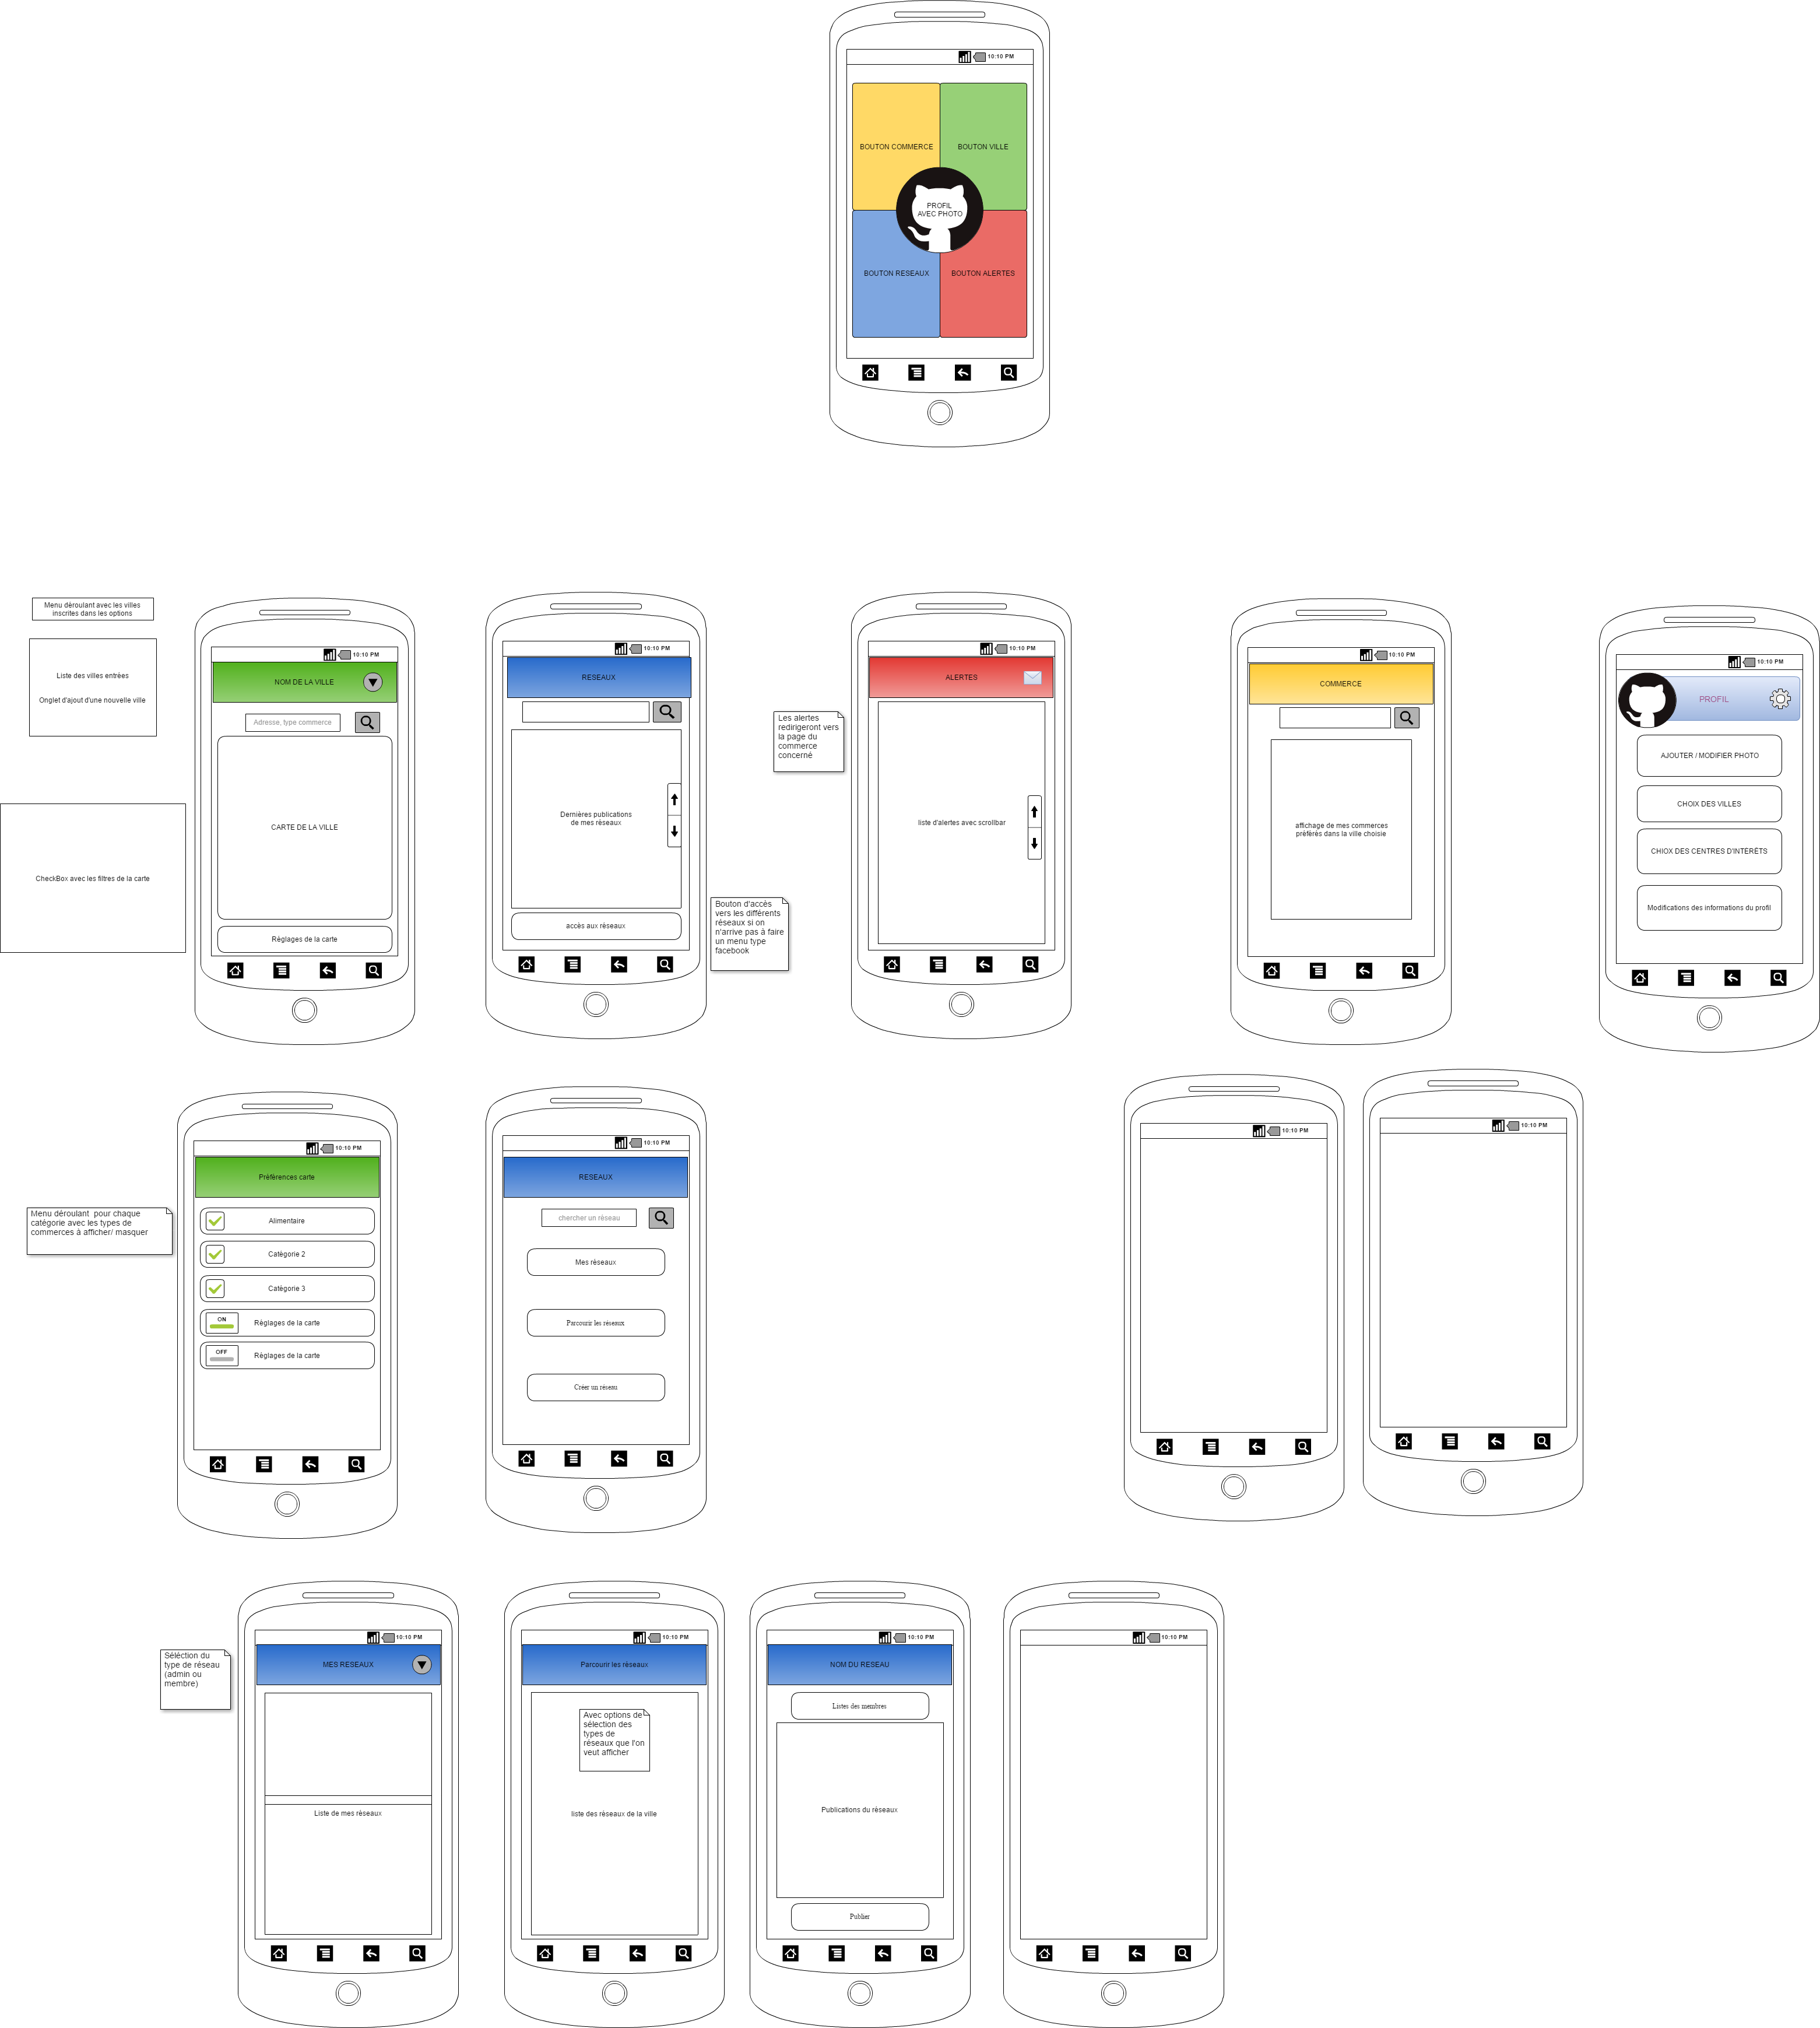 10:10 PM
BOUTON COMMERCE
BOUTON VILLE
PROFIL
AVEC PHOTO
BOUTON RESEAUX
BOUTON ALERTES
Menu déroulant avec les villes
inscrites dans les options
Liste des villes entrées
Onglet d'ajout d'une nouvelle ville
CheckBox avec les filtres de la carte
10:10 PM
NOM DE LA VILLE
Adresse, type commerce
CARTE DE LA VILLE
Réglages de la carte
10:10 PM
RESEAUX
Dernières publications
de mes réseaux
accès aux réseaux
Bouton d'accès
vers les différents
réseaux si on
n'arrive pas à faire
un menu type
facebook
Les alertes
redirigeront vers
la page du
commerce
concerné
10:10 PM
ALERTES
liste d'alertes avec scrollbar
10:10 PM
COMMERCE
affichage de mes commerces
préférés dans la ville choisie
10:10 PM
PROFIL
AJOUTER / MODIFIER PHOTO
CHOIX DES VILLES
CHIOX DES CENTRES D'INTERÊTS
Modifications des informations du profil
Menu déroulant  pour chaque
catégorie avec les types de
commerces à afficher/ masquer
10:10 PM
Préférences carte
Alimentaire
Catégorie 2
Catégorie 3
ON
Réglages de la carte
OFF
Réglages de la carte
10:10 PM
RESEAUX
chercher un réseau
Mes réseaux
Parcourir les réseaux
Créer un réseau
10:10 PM
10:10 PM
Séléction du
type de réseau
(admin ou
membre)
10:10 PM
MES RESEAUX
Liste de mes réseaux
10:10 PM
Parcourir les réseaux
Avec options de
sélection des
types de
réseaux que l'on
veut afficher
liste des réseaux de la ville
10:10 PM
NOM DU RESEAU
Listes des membres
Publications du réseaux
Publier
10:10 PM